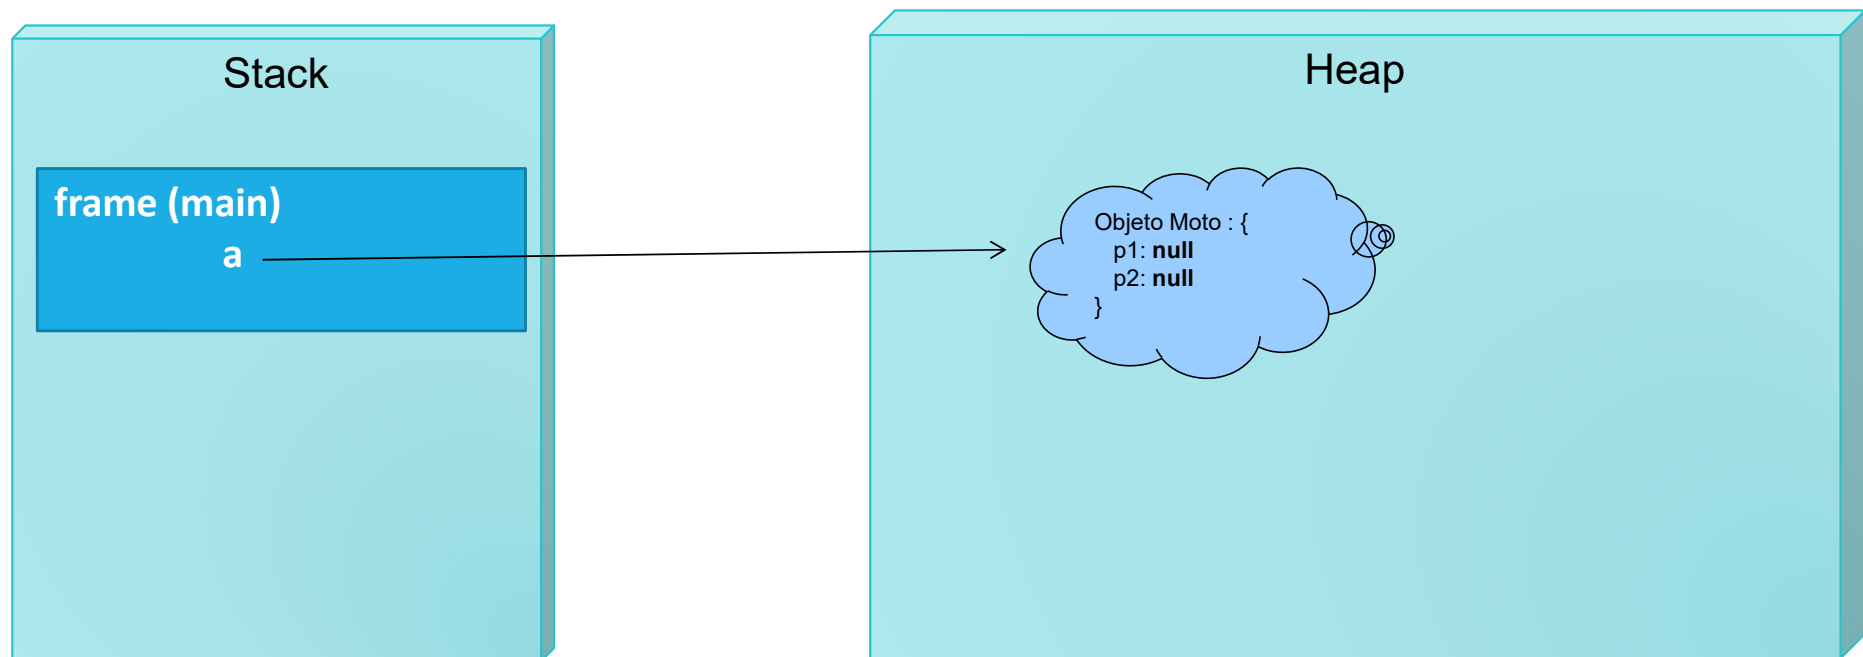 Stack
Heap
frame (main)
a
Objeto Moto : {
p1: null
p2: null
}